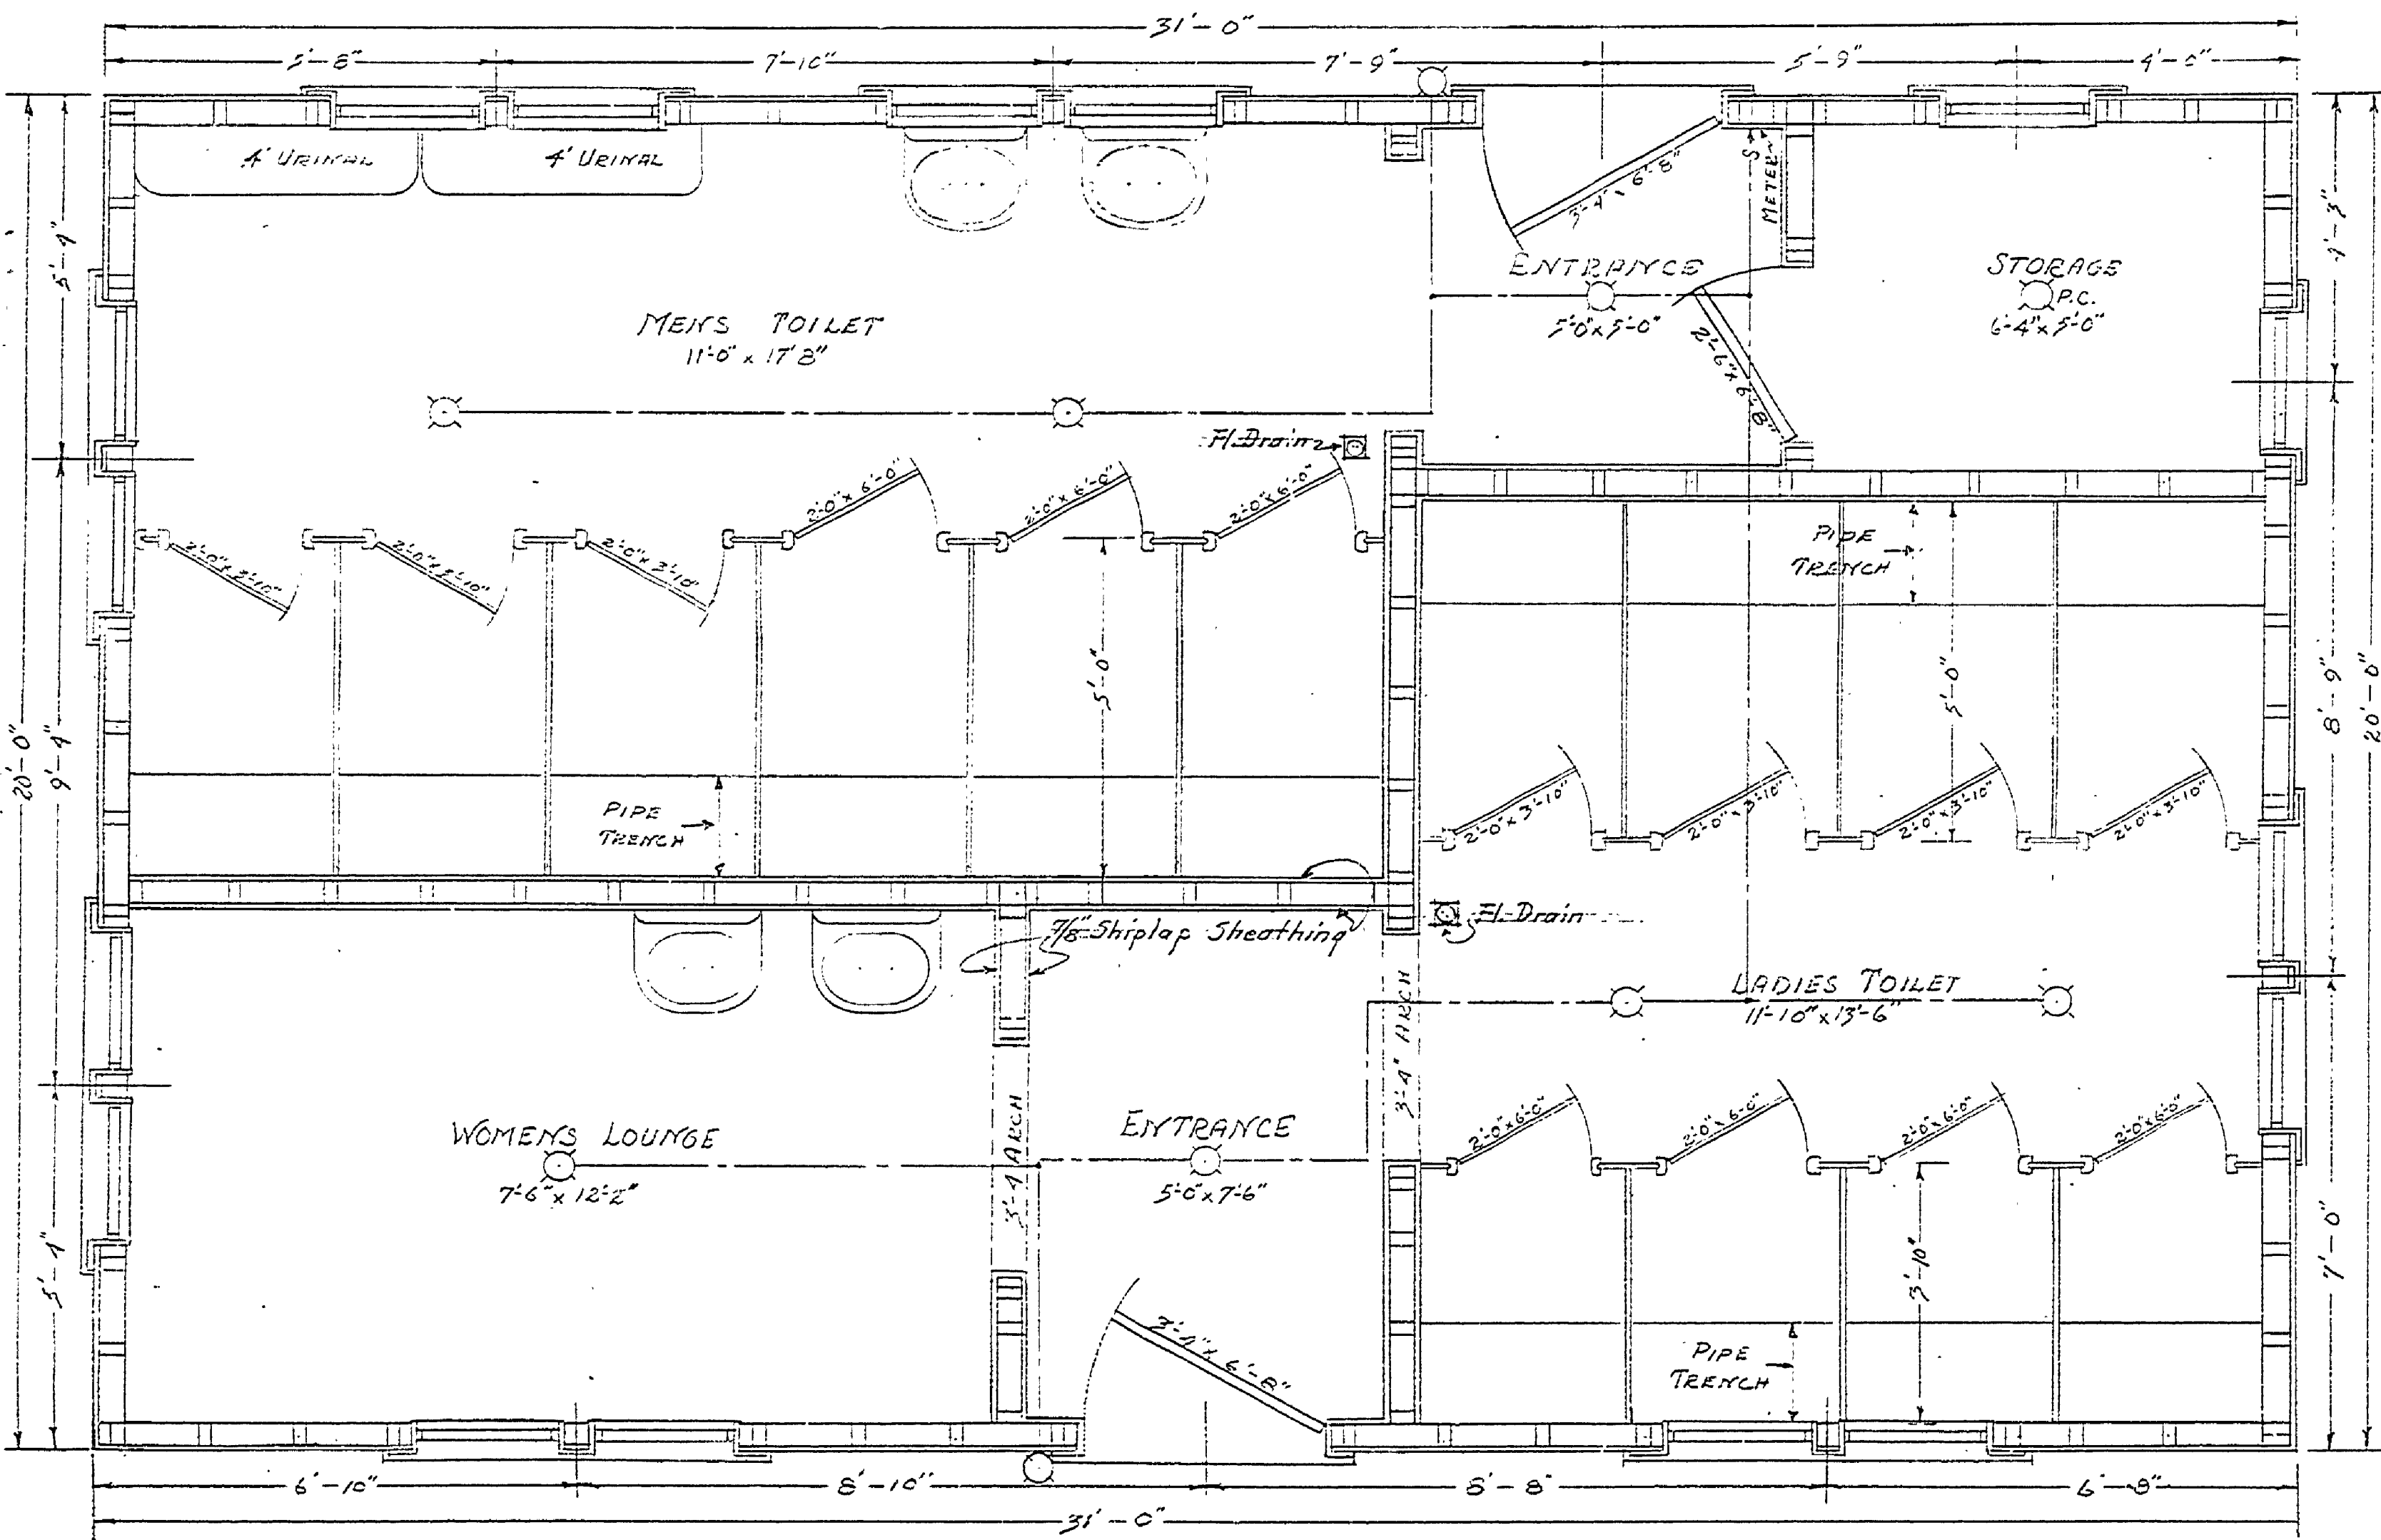 31'-0"
5'-8" 7'-10" 7'-9" 5'-9" 4'-0"
4' URINAL 4' URINAL
3'-4" x 6'-8"
S
METER
5'-4"
ENTRANCE
5'-0" x 5'-0"
STORAGE
P.C.
6'-4" x 5'-0"
MENS TOILET
11'-0" x 17'8"
2'-6" x 6'-8"
Fl. Drain
2'-0" x 6'-0" 2'-0" x 6'-0" 2'-0" x 6'-0"
2'-0" x 3'-10" 2'-0" x 3'-10" 2'-0" x 3'-10"
PIPE
TRENCH
5'-0"
5'-0"
20'-0"
9'-4"
8'-9"
20'-0"
PIPE
TRENCH
2'-0" x 3'-10" 2'-0" x 3'-10" 2'-0" x 3'-10" 2'-0" x 3'-10"
7/8" Shiplap Sheathing
Fl. Drain
LADIES TOILET
11'-10" x 13'-6"
3'-4" ARCH
3'-4" ARCH
WOMENS LOUNGE
7'-6" x 12'-2"
ENTRANCE
5'-0" x 7'-6"
2'-0" x 6'-0" 2'-0" x 6'-0" 2'-0" x 6'-0" 2'-0" x 6'-0"
5'-4"
3'-10"
7'-0"
3'-4" x 6'-8"
PIPE
TRENCH
6'-10" 8'-10" 8'-8" 6'-8"
31'-0"